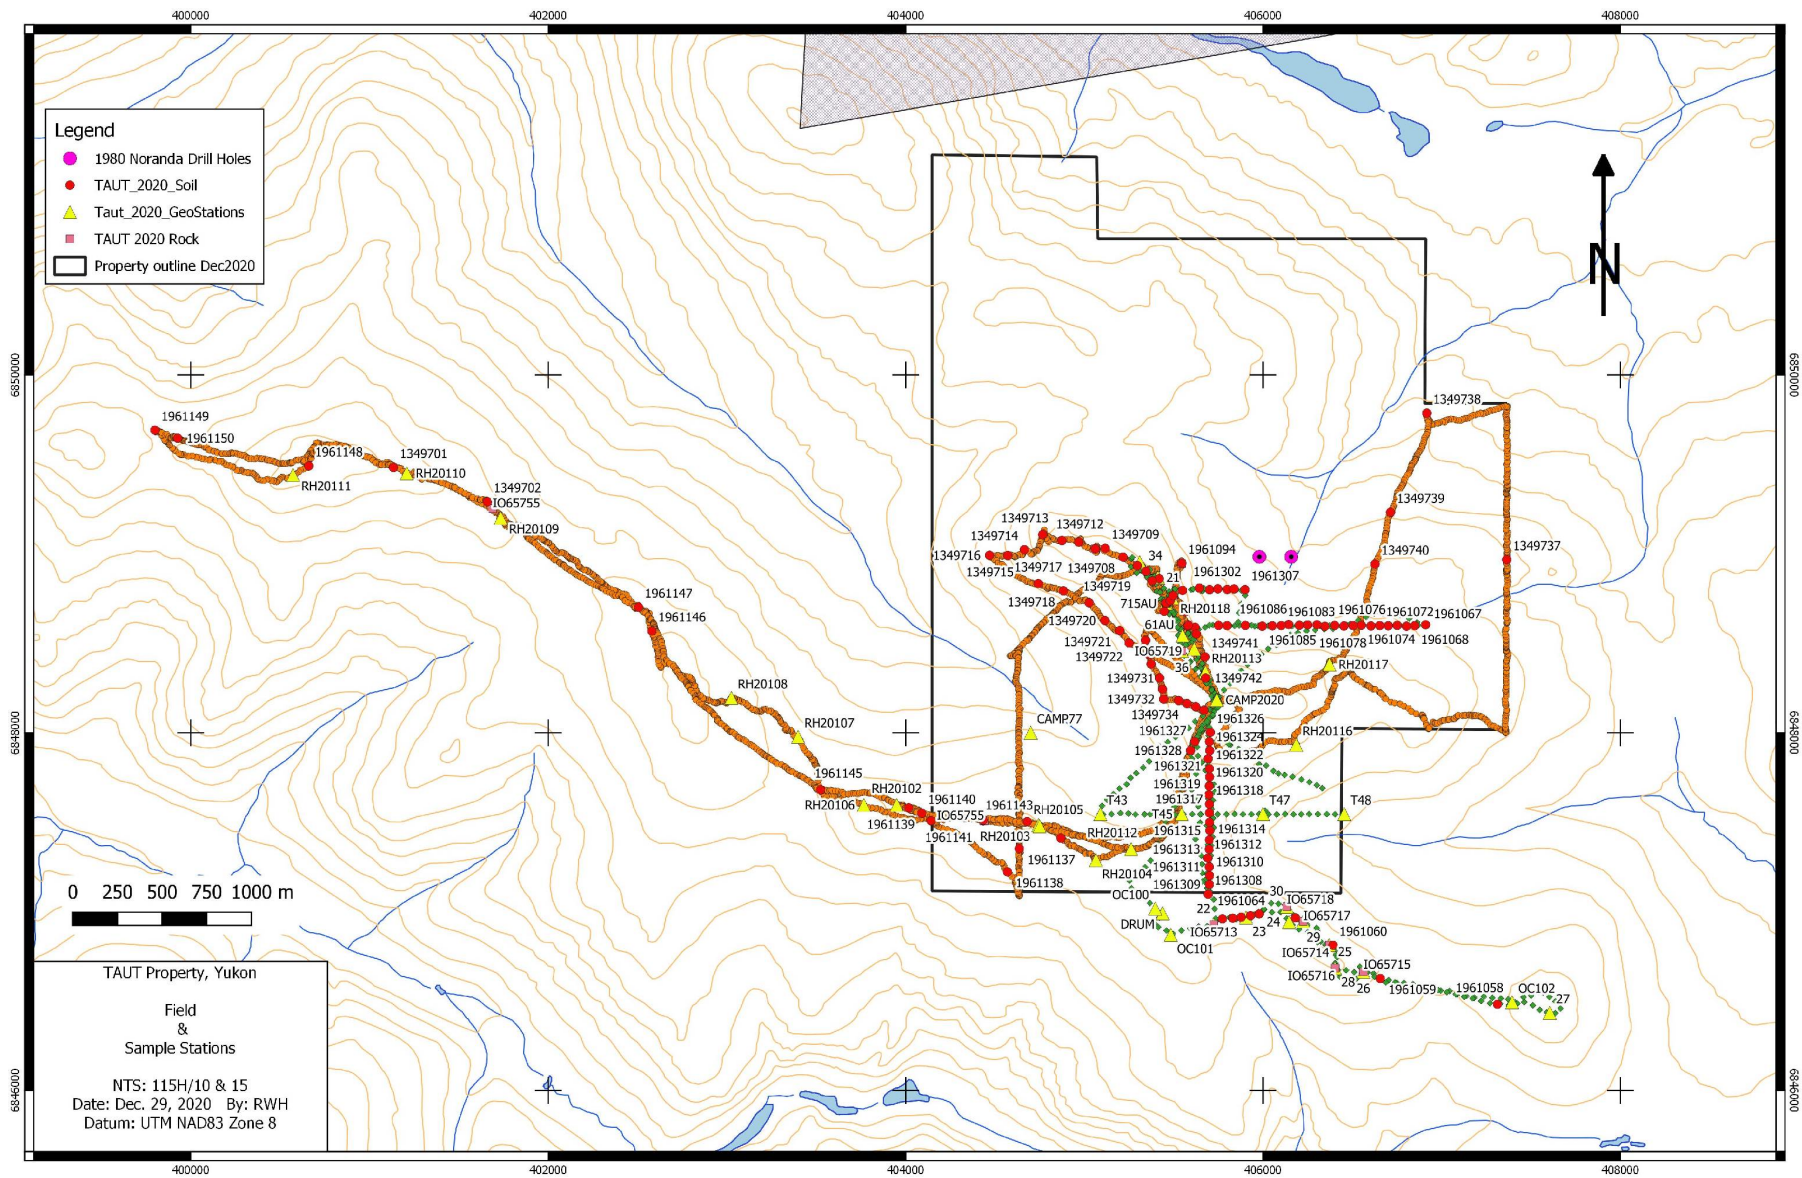 400000
402000
404000
406000
408000
Legend
1980 Noranda Drill Holes
TAUT_2020_Soil
Taut_2020_GeoStations
TAUT 2020 Rock
Property outline Dec2020
N
6850000
6850000
1349738
1961149
1961150
1961148
1349701
RH20110
RH20111
1349702
IO65755
RH20109
1349739
1349713
1349712
1349714
1349709
1349716
34
1961094
1349740
1349737
1349715
1349717
1349708
21
1961302
1961307
1349719
1961147
1349718
715AU
RH20118
1961086
1961083
1961076
1961072
1961067
1961146
1349720
61AU
1349721
1349741
1961085
1961078
1961074
1961068
1349722
IO65719
RH20113
RH20117
36
1349731
1349742
RH20108
1349732
CAMP2020
1349734
RH20107
CAMP77
1961326
6848000
6848000
1961327
1961324
RH20116
1961328
1961322
1961321
1961320
1961145
1961319
1961318
RH20102
1961140
1961143
T43
1961317
T47
T48
RH20106
IO65755
RH20105
T45
1961139
1961141
RH20103
RH20112
1961315
1961314
1961313
1961312
1961137
1961311
1961310
RH20104
1961138
1961309
1961308
0 250 500 750 1000 m
OC100
1961064
30
IO65718
22
DRUM
IO65713
24
IO65717
23
29
1961060
OC101
IO65714
25
IO65716
IO65715
28
26
1961059
1961058
OC102
27
TAUT Property, Yukon
Field
&
Sample Stations
NTS: 115H/10 & 15
Date: Dec. 29, 2020 By: RWH
Datum: UTM NAD83 Zone 8
6846000
6846000
400000
402000
404000
406000
408000